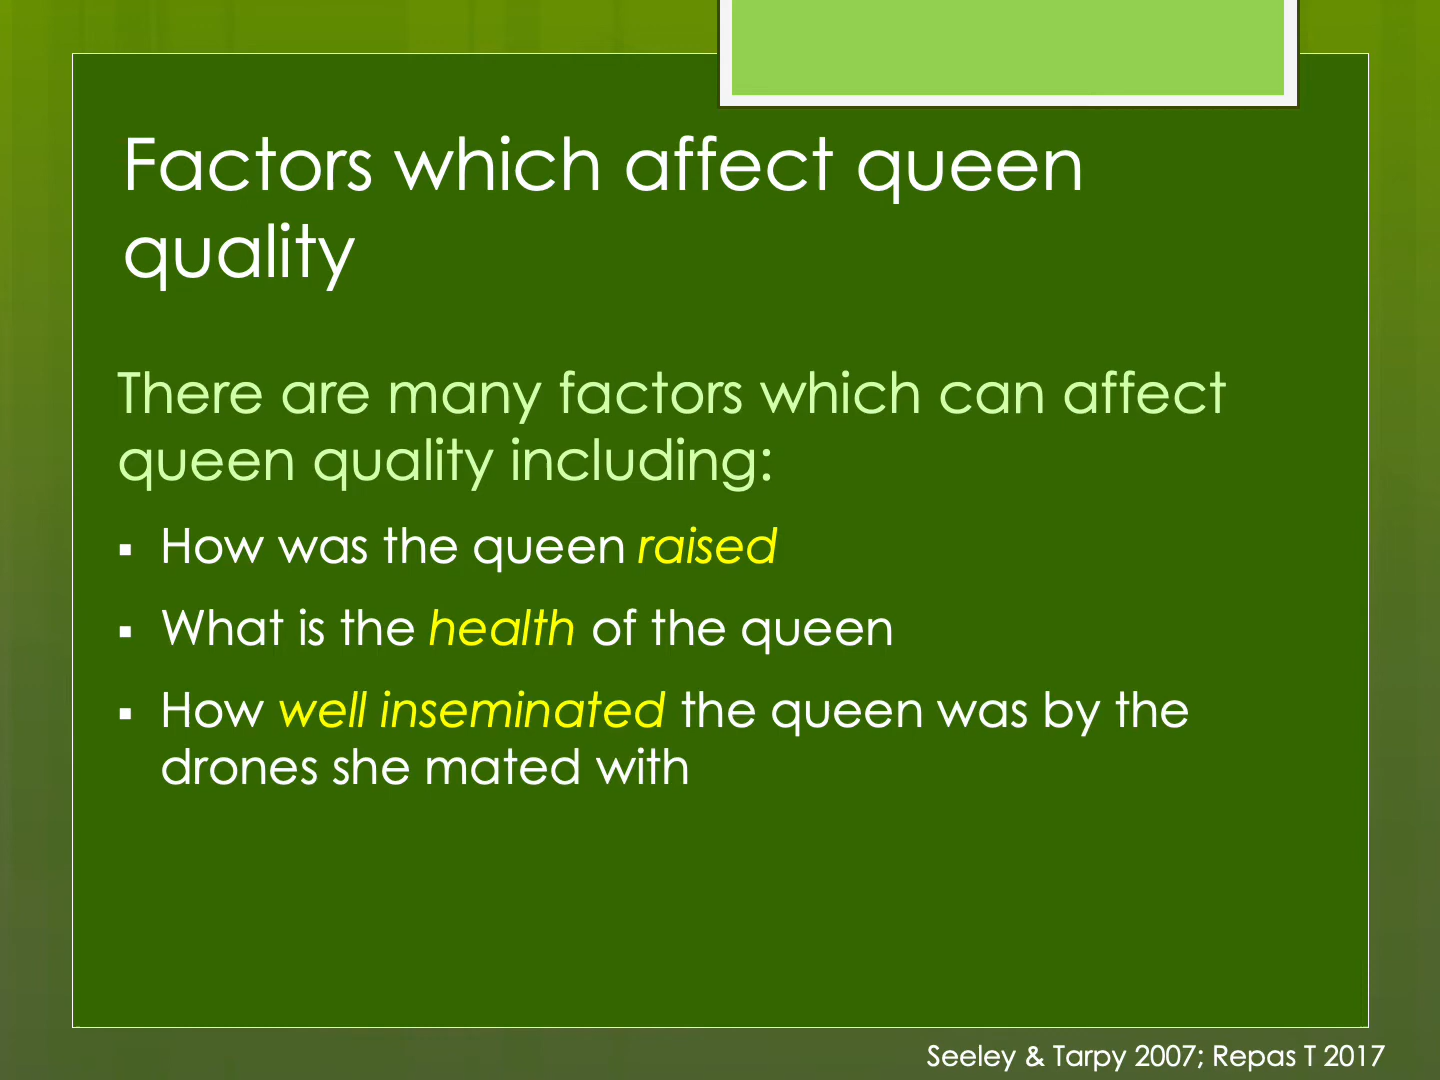 Factors which affect queen
quality
There are many factors which can affect
queen quality including:
▪ How was the queen raised
▪ What is the health of the queen
▪ How well inseminated the queen was by the
drones she mated with
Seeley & Tarpy 2007; Repas T 2017